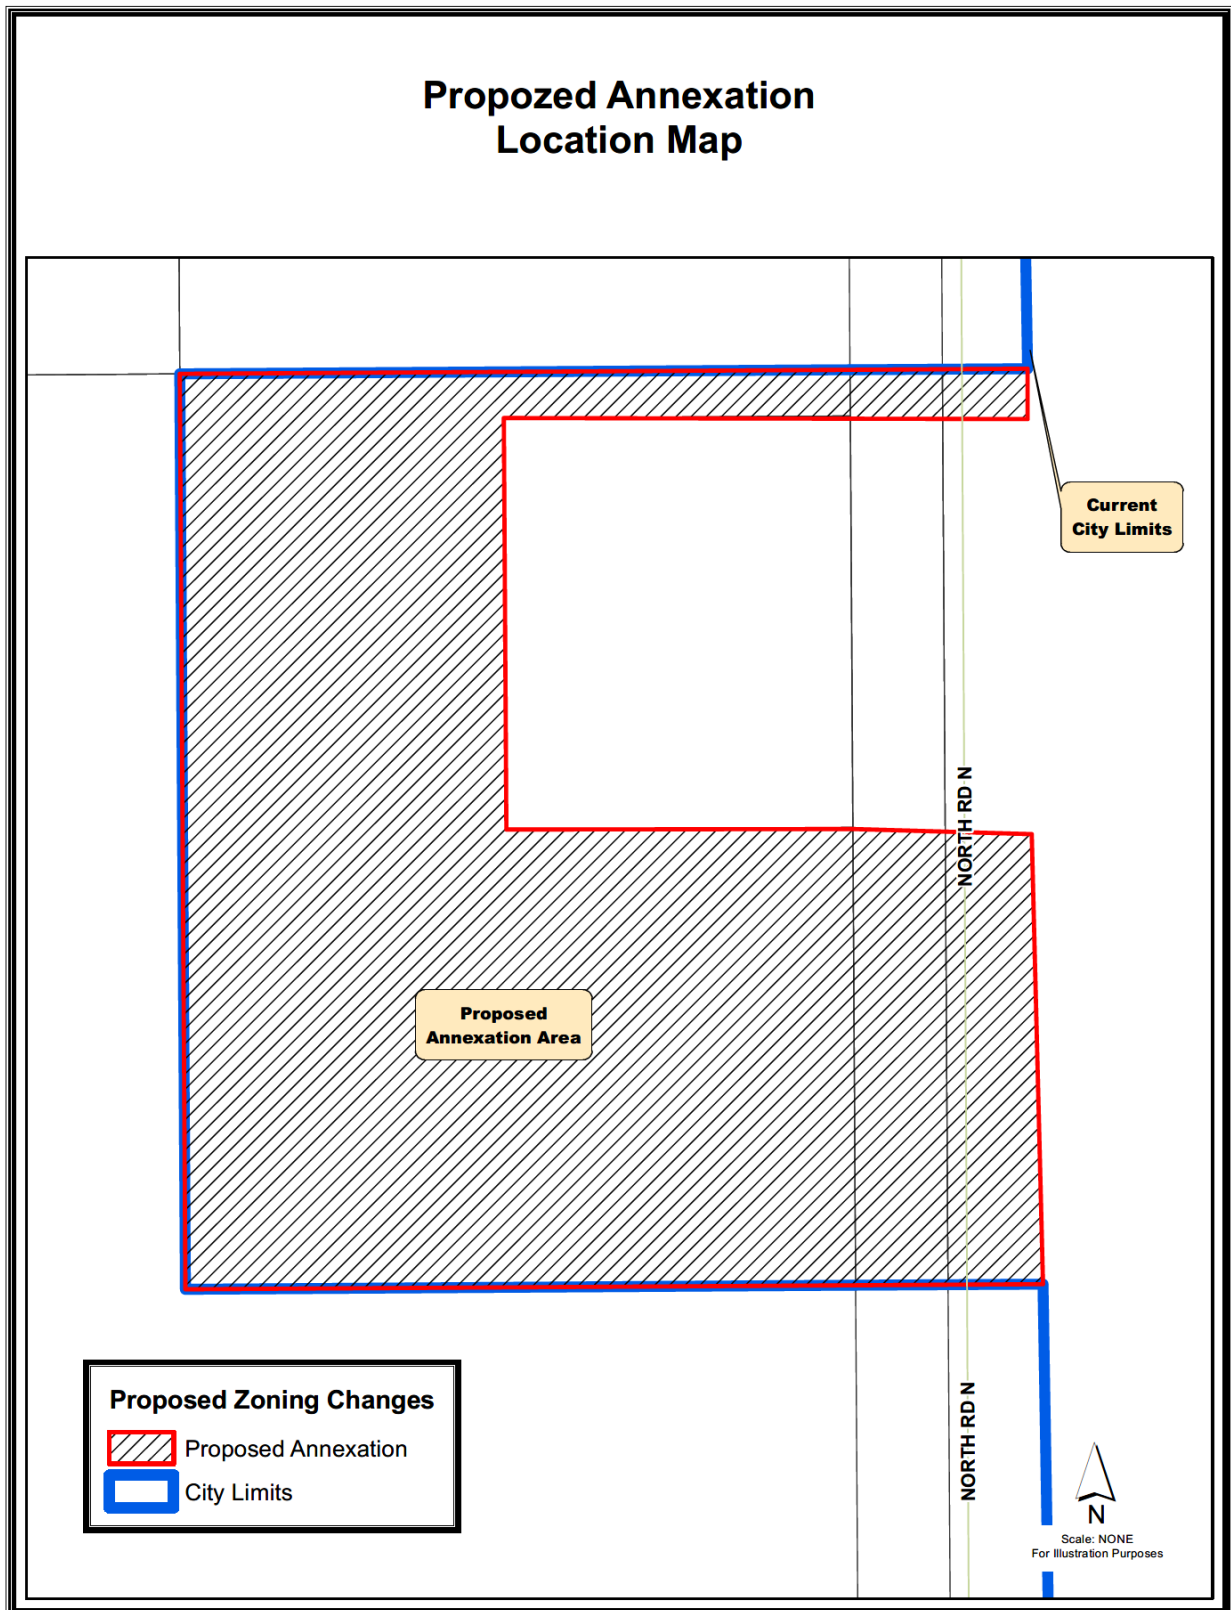 Propozed Annexation
Location Map
Current
City Limits
NORTH RD N
Proposed
Annexation Area
Proposed Zoning Changes
Proposed Annexation
City Limits
NORTH RD N
N
Scale: NONE
For Illustration Purposes